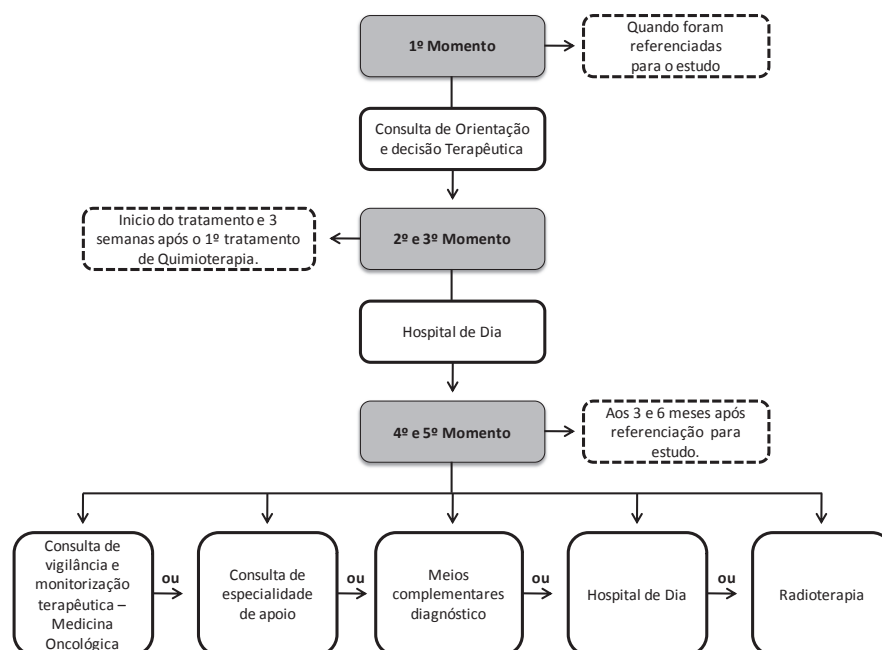 1º Momento
Quando foram
referenciadas
para o estudo
Consulta de Orientação
e decisão Terapêutica
Inicio do tratamento e 3
semanas após o 1º tratamento
de Quimioterapia.
2º e 3º Momento
Hospital de Dia
4º e 5º Momento
Aos 3 e 6 meses após
referenciação para
estudo.
Consulta de
vigilância e
monitorização
terapêutica –
Medicina
Oncológica
ou
Consulta de
especialidade
de apoio
ou
Meios
complementares
diagnóstico
ou
Hospital de Dia
ou
Radioterapia